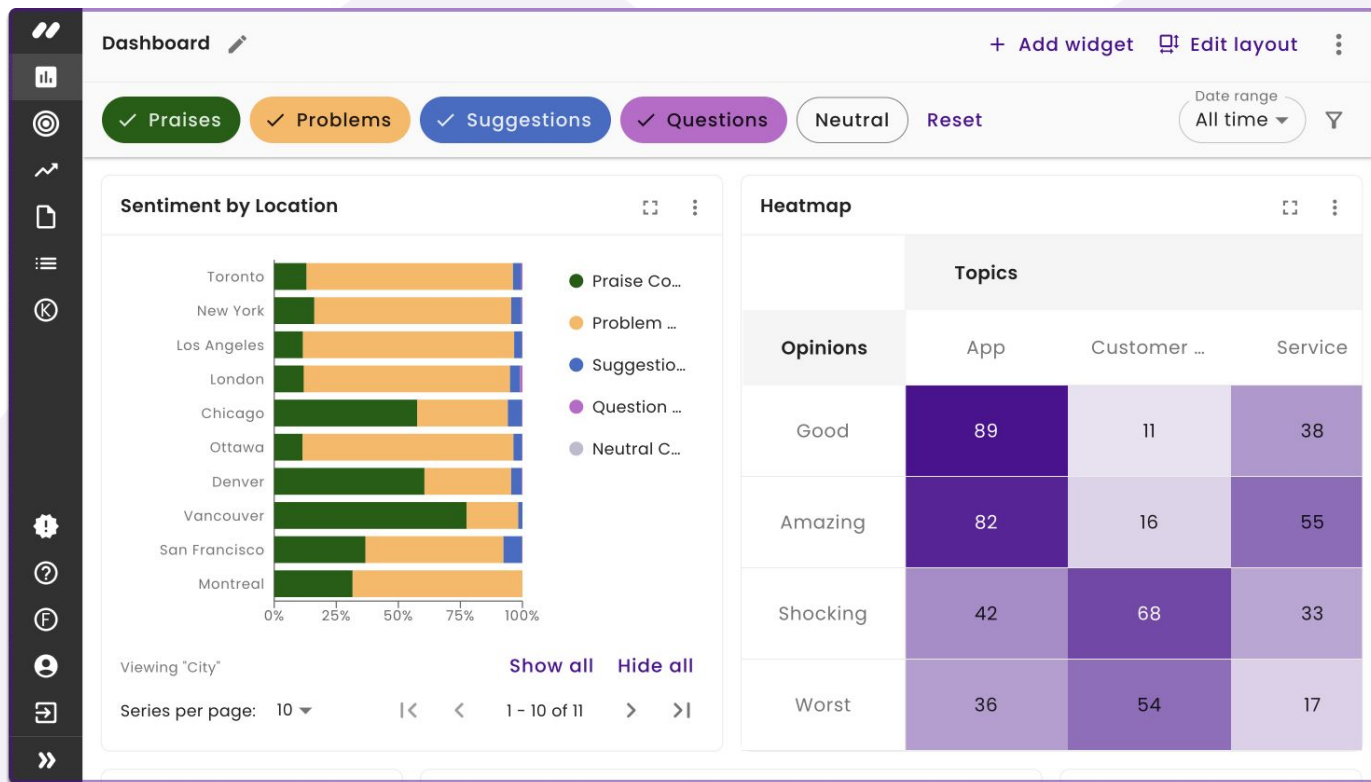 Dashboard
+ Add widget
Edit layout
Praises
Problems
Suggestions
Questions
Neutral
Reset
Date range
All time
Sentiment by Location
Toronto
New York
Los Angeles
London
Chicago
Ottawa
Denver
Vancouver
San Francisco
Montreal
0% 25% 50% 75% 100%
Praise Co...
Problem ...
Suggestio...
Question ...
Neutral C...
Viewing "City"
Show all
Hide all
Series per page: 10
1 - 10 of 11
Heatmap
Topics
Opinions App Customer ... Service
Good 89 11 38
Amazing 82 16 55
Shocking 42 68 33
Worst 36 54 17
K
F